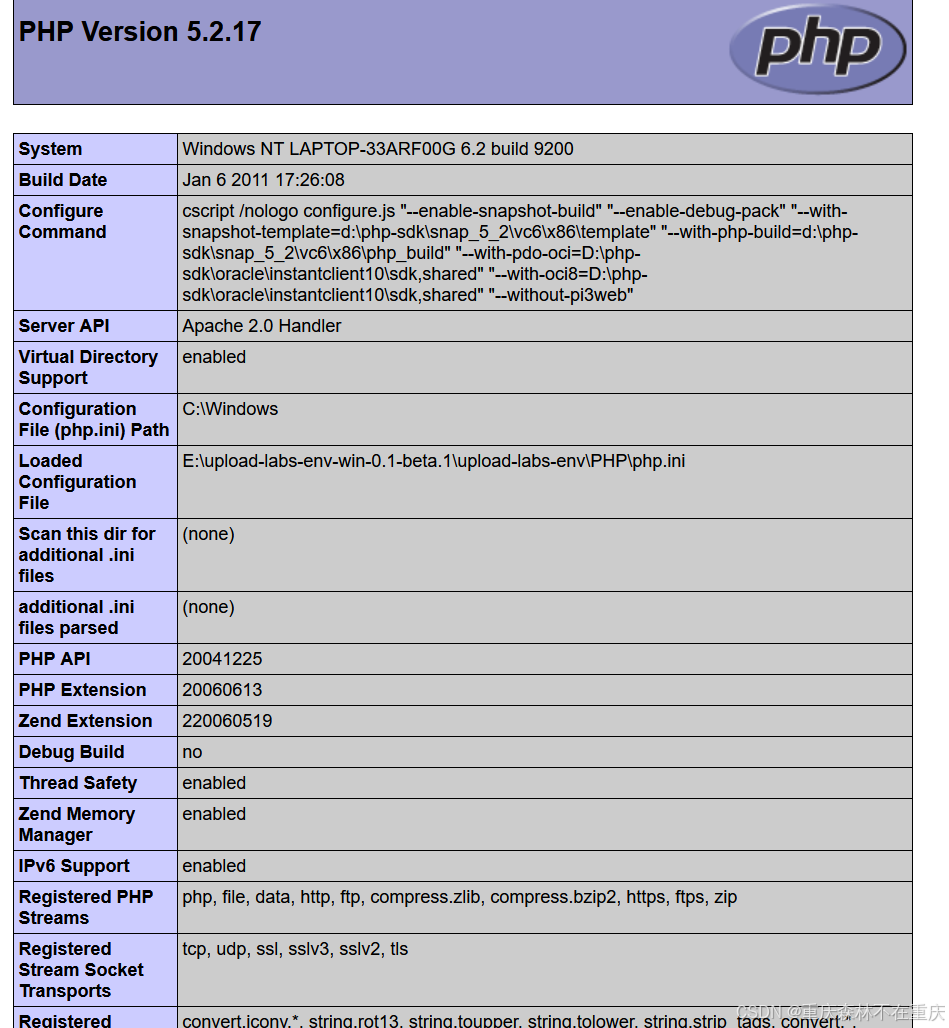 PHP Version 5.2.17
php
System
Windows NT LAPTOP-33ARF00G 6.2 build 9200
Build Date
Jan 6 2011 17:26:08
Configure
Command
cscript /nologo configure.js "--enable-snapshot-build" "--enable-debug-pack" "--with-
snapshot-template=d:\php-sdk\snap_5_2\vc6\x86\template" "--with-php-build=d:\php-
sdk\snap_5_2\vc6\x86\php_build" "--with-pdo-oci=D:\php-
sdk\oracle\instantclient10\sdk,shared" "--with-oci8=D:\php-
sdk\oracle\instantclient10\sdk,shared" "--without-pi3web"
Server API
Apache 2.0 Handler
Virtual Directory
Support
enabled
Configuration
File (php.ini) Path
C:\Windows
Loaded
Configuration
File
E:\upload-labs-env-win-0.1-beta.1\upload-labs-env\PHP\php.ini
Scan this dir for
additional .ini
files
(none)
additional .ini
files parsed
(none)
PHP API
20041225
PHP Extension
20060613
Zend Extension
220060519
Debug Build
no
Thread Safety
enabled
Zend Memory
Manager
enabled
IPv6 Support
enabled
Registered PHP
Streams
php, file, data, http, ftp, compress.zlib, compress.bzip2, https, ftps, zip
Registered
Stream Socket
Transports
tcp, udp, ssl, sslv3, sslv2, tls
Registered
convert.iconv.*, string.rot13, string.toupper, string.tolower, string.strip_tags, convert.*,
CSDN @重庆森林不在重庆